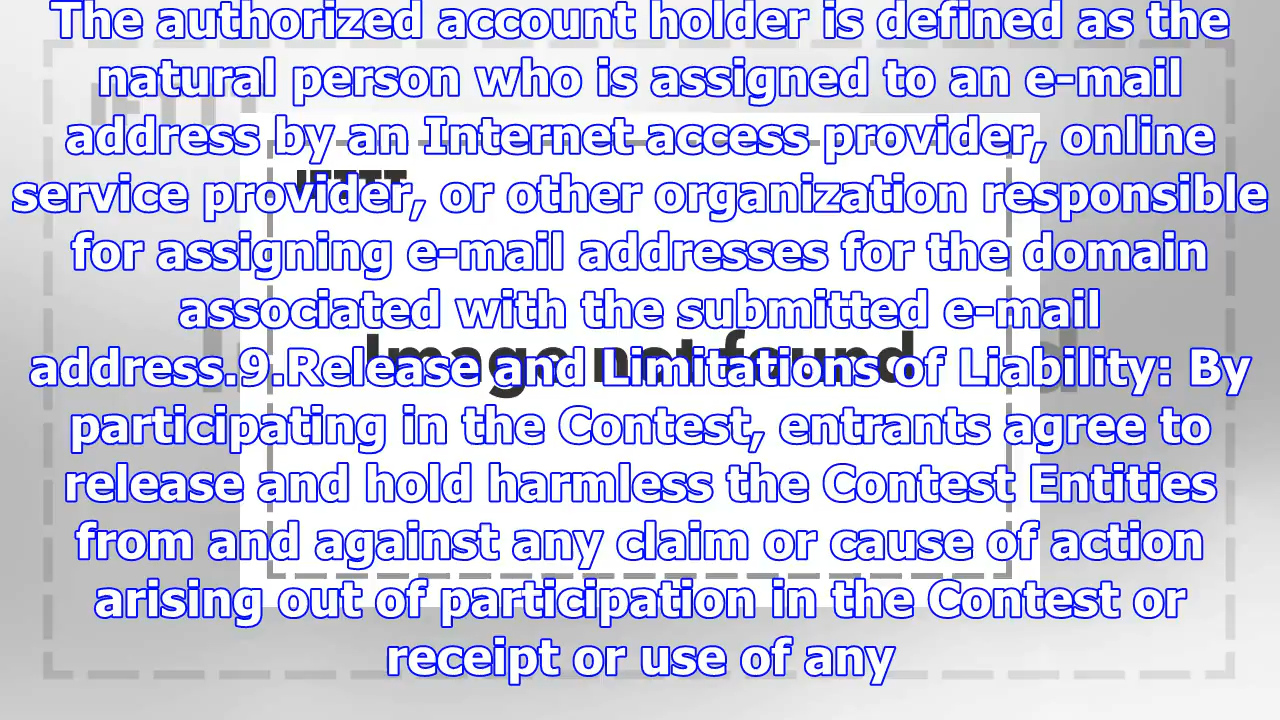 The authorized account holder is defined as the
natural person who is assigned to an e-mail
address by an Internet access provider, online
service provider, or other organization responsible
for assigning e-mail addresses for the domain
associated with the submitted e-mail
address.9.Release and Limitations of Liability: By
participating in the Contest, entrants agree to
release and hold harmless the Contest Entities
from and against any claim or cause of action
arising out of participation in the Contest or
receipt or use of any
IFTTT
Image not found